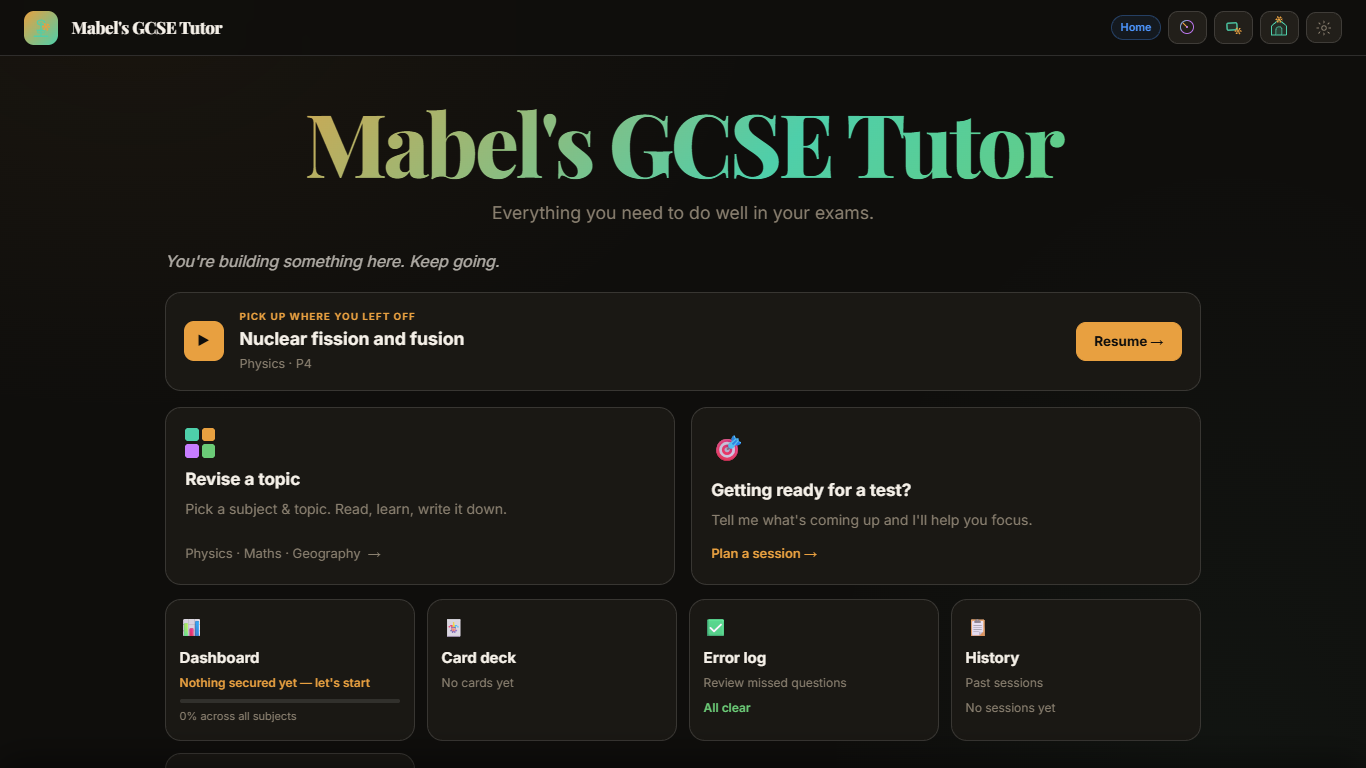 Mabel's GCSE Tutor
Home
Mabel's GCSE Tutor
Everything you need to do well in your exams.
You're building something here. Keep going.
PICK UP WHERE YOU LEFT OFF
Nuclear fission and fusion
Physics · P4
Resume →
Revise a topic
Pick a subject & topic. Read, learn, write it down.
Physics · Maths · Geography →
Getting ready for a test?
Tell me what's coming up and I'll help you focus.
Plan a session →
Dashboard
Nothing secured yet — let's start
0% across all subjects
Card deck
No cards yet
Error log
Review missed questions
All clear
History
Past sessions
No sessions yet